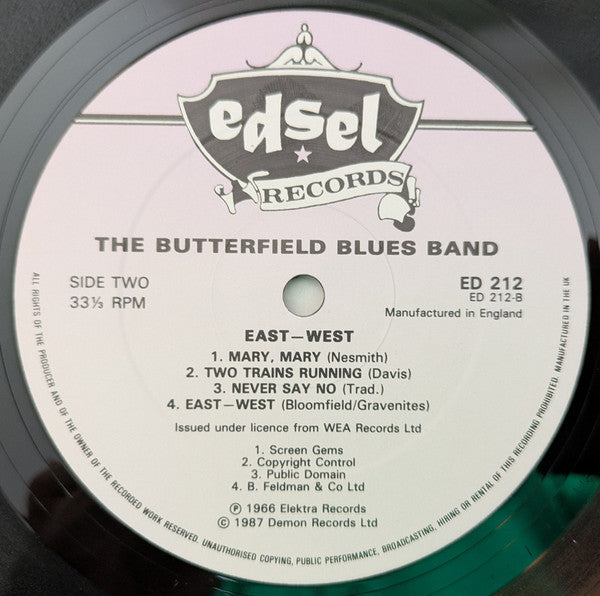 edsel
RECORDS
THE BUTTERFIELD BLUES BAND
SIDE TWO
33⅓ RPM
ED 212
ED 212-B
Manufactured in England
EAST–WEST
1. MARY, MARY (Nesmith)
2. TWO TRAINS RUNNING (Davis)
3. NEVER SAY NO (Trad.)
4. EAST–WEST (Bloomfield/Gravenites)
Issued under licence from WEA Records Ltd
1. Screen Gems
2. Copyright Control
3. Public Domain
4. B. Feldman & Co Ltd
Ⓟ 1966 Elektra Records
© 1987 Demon Records Ltd
ALL RIGHTS OF THE PRODUCER AND OF THE OWNER OF THE RECORDED WORK RESERVED. UNAUTHORISED COPYING, PUBLIC PERFORMANCE, BROADCASTING, HIRING OR RENTAL OF THIS RECORDING PROHIBITED. MANUFACTURED IN THE UK